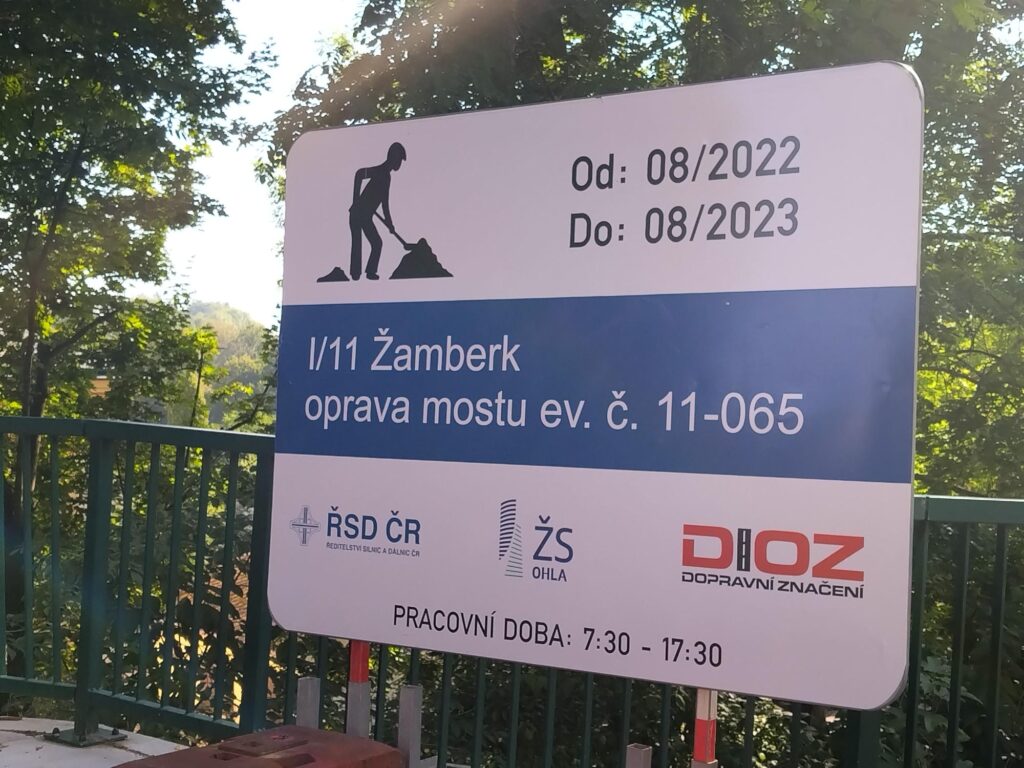 Od: 08/2022
Do: 08/2023
I/11 Žamberk
oprava mostu ev. č. 11-065
ŘSD ČR
ŘEDITELSTVÍ SILNIC A DÁLNIC ČR
ŽS
OHLA
DIOZ
DOPRAVNÍ ZNAČENÍ
PRACOVNÍ DOBA: 7:30 - 17:30